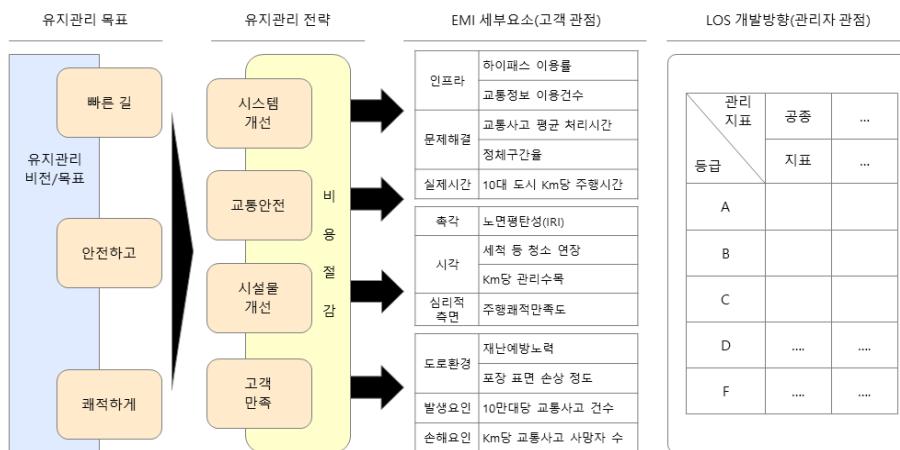 유지관리 목표
유지관리 전략
EMI 세부요소(고객 관점)
LOS 개발방향(관리자 관점)
유지관리
비전/목표
빠른 길
안전하고
쾌적하게
시스템
개선
교통안전
시설물
개선
고객
만족
비
용
절
감
인프라
하이패스 이용률
교통정보 이용건수
문제해결
교통사고 평균 처리시간
정체구간율
실제시간
10대 도시 Km당 주행시간
촉각
노면평탄성(IRI)
시각
세척 등 청소 연장
Km당 관리수목
심리적
측면
주행쾌적만족도
도로환경
재난예방노력
포장 표면 손상 정도
발생요인
10만대당 교통사고 건수
손해요인
Km당 교통사고 사망자 수
관리
지표
등급
공종
...
지표
...
A
B
C
D
....
....
F
....
....